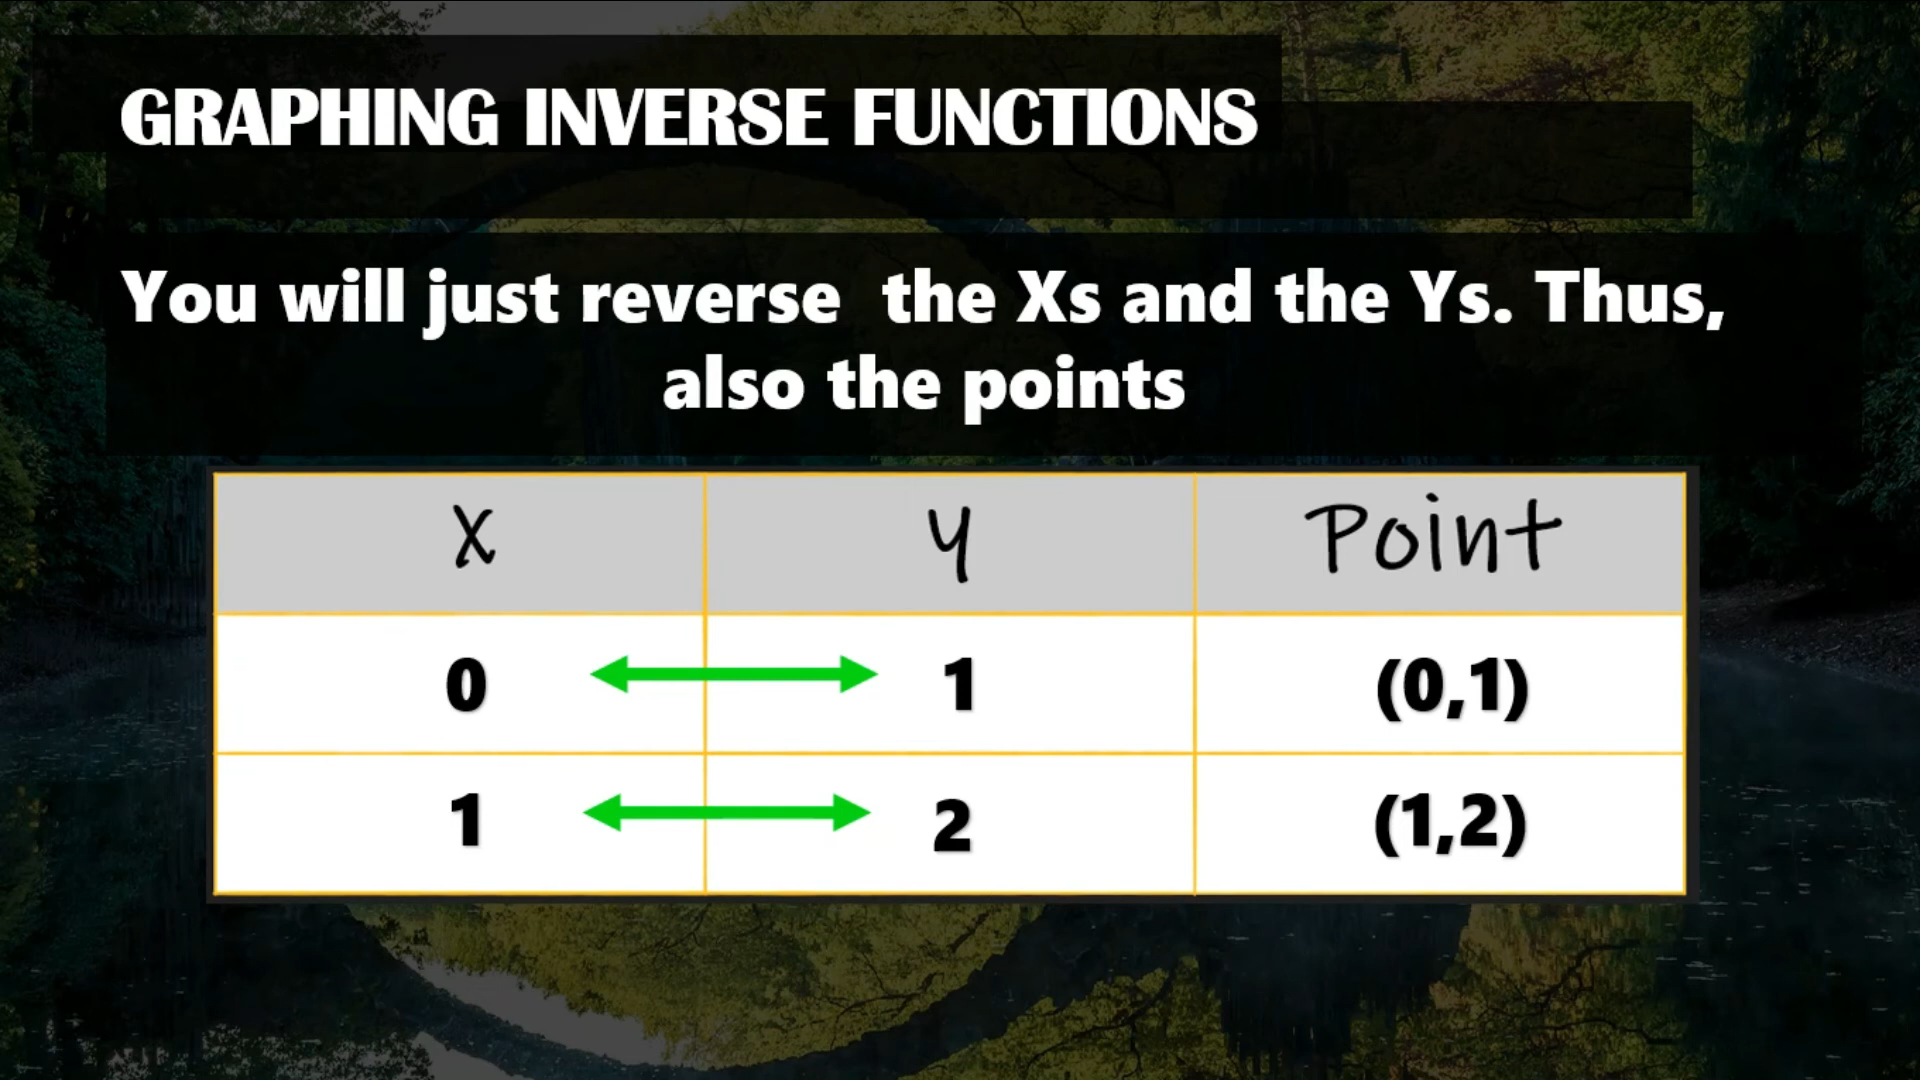 GRAPHING INVERSE FUNCTIONS
You will just reverse the Xs and the Ys. Thus,
also the points
X Y Point
0 1 (0,1)
1 2 (1,2)